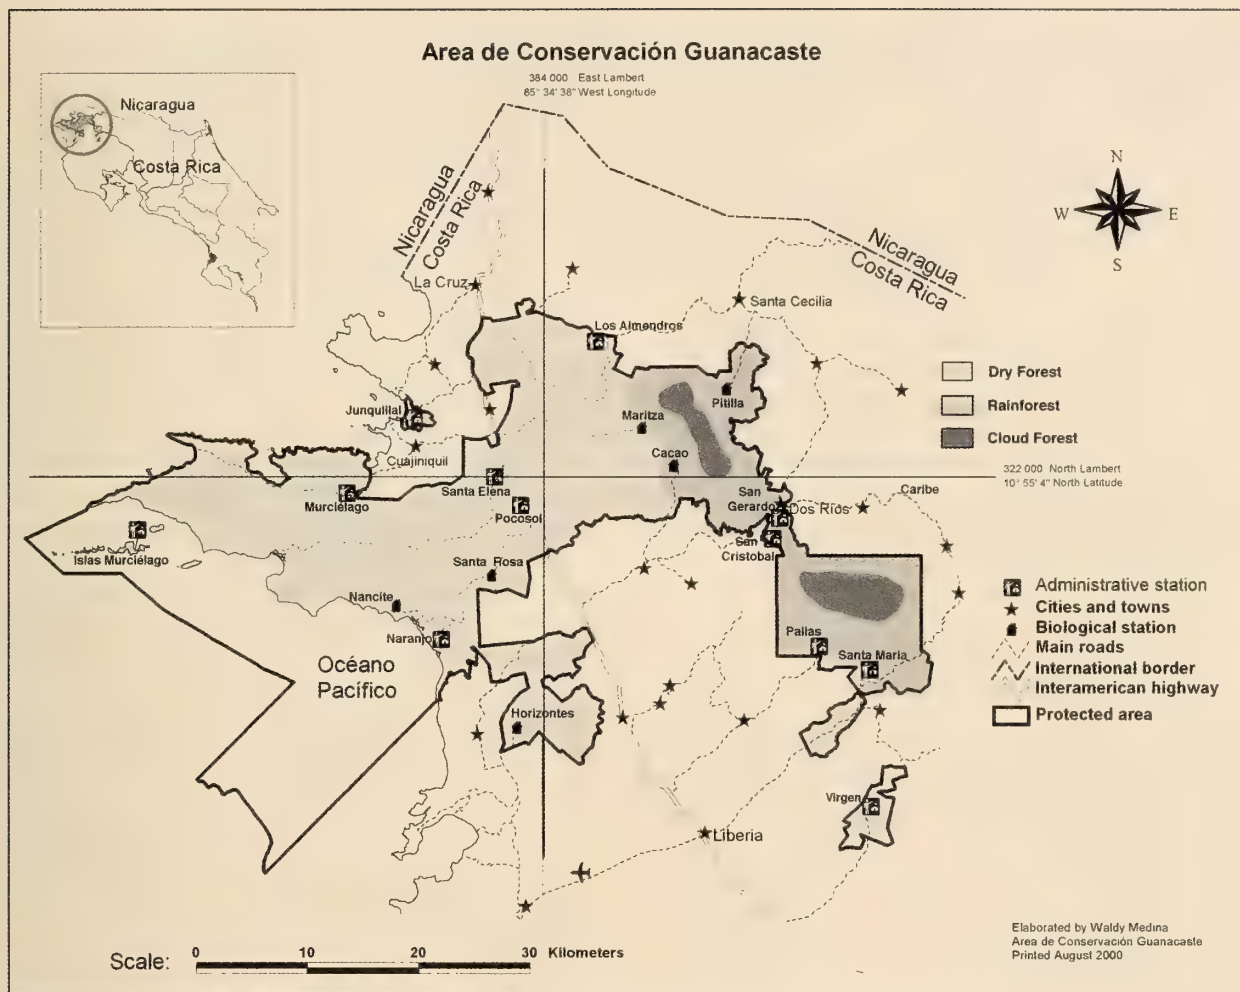 Area de Conservación Guanacaste
384 000 East Lambert
85° 34' 38" West Longitude
Nicaragua
Costa Rica
N
W
E
S
Nicaragua
Costa Rica
Nicaragua
Costa Rica
La Cruz
Santa Cecilia
Los Almendros
Dry Forest
Rainforest
Cloud Forest
Junquillal
Pitilla
Maritza
Cuajiniquil
Cacao
322 000 North Lambert
10° 55' 4" North Latitude
Santa Elena
Murciélago
Pocosol
San
Gerardo
Dos Ríos
Caribe
Islas Murciélago
San
Cristobal
Santa Rosa
Nancite
Naranjo
Océano
Pacífico
Pailas
Santa Maria
Administrative station
Cities and towns
Biological station
Main roads
International border
Interamerican highway
Protected area
Horizontes
Virgen
Liberia
Scale:
0 10 20 30 Kilometers
Elaborated by Waldy Medina
Area de Conservación Guanacaste
Printed August 2000